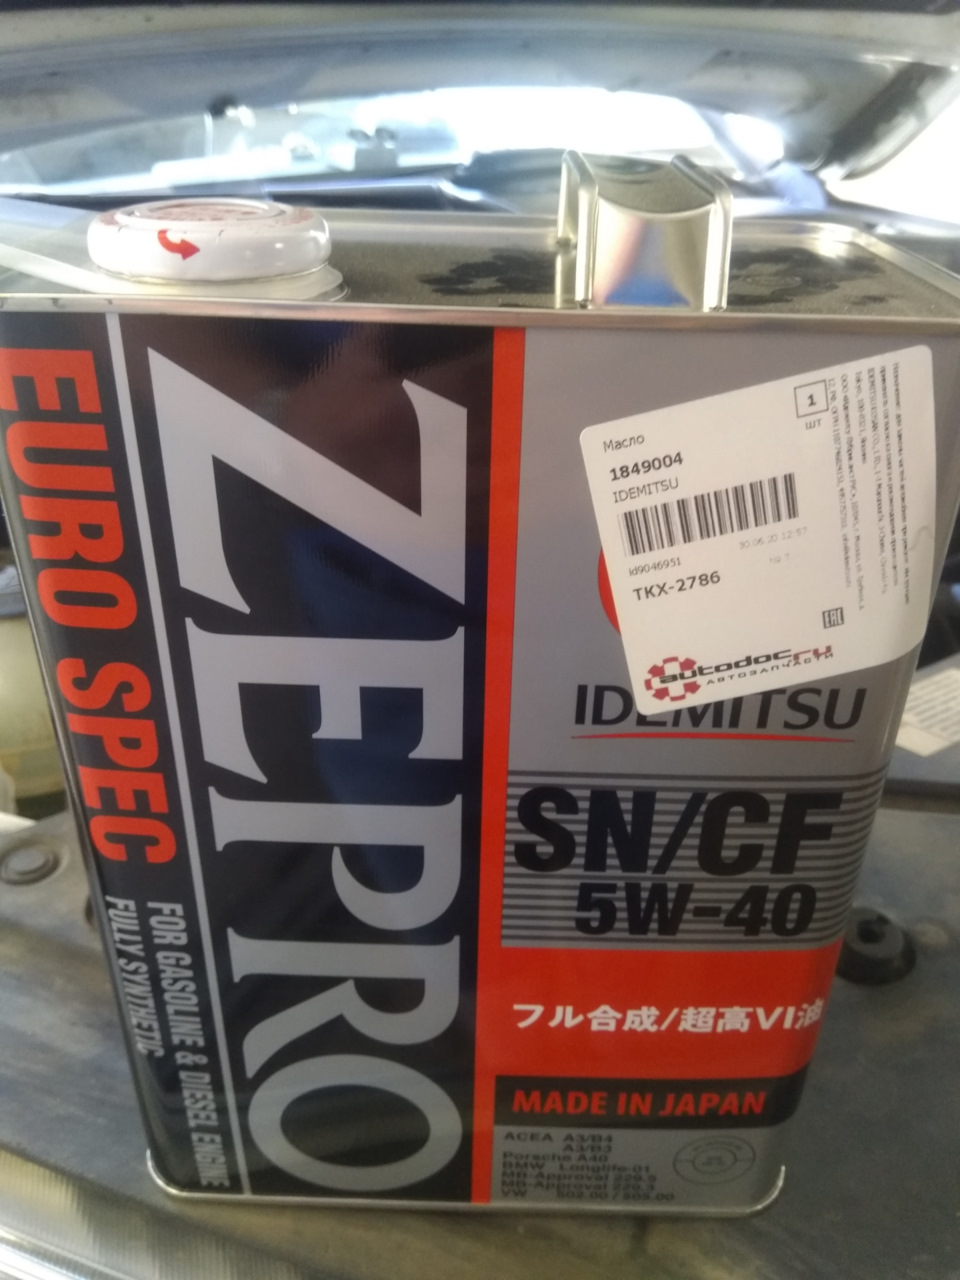 EURO SPEC
FOR GASOLINE & DIESEL ENGINE
FULLY SYNTHETIC
ZEPRO
Масло
1
шт
1849004
IDEMITSU
30.06.20 12:57
id9046951
TKX-2786
EAC
autodoc.ru
АВТОЗАПЧАСТИ
IDEMITSU
SN/CF
5W-40
フル合成/超高VI油
MADE IN JAPAN
ACEA A3/B4
A3/B3
Porsche A40
BMW Longlife-01
MB-Approval 229.5
MB-Approval 229.3
VW 502.00 / 505.00